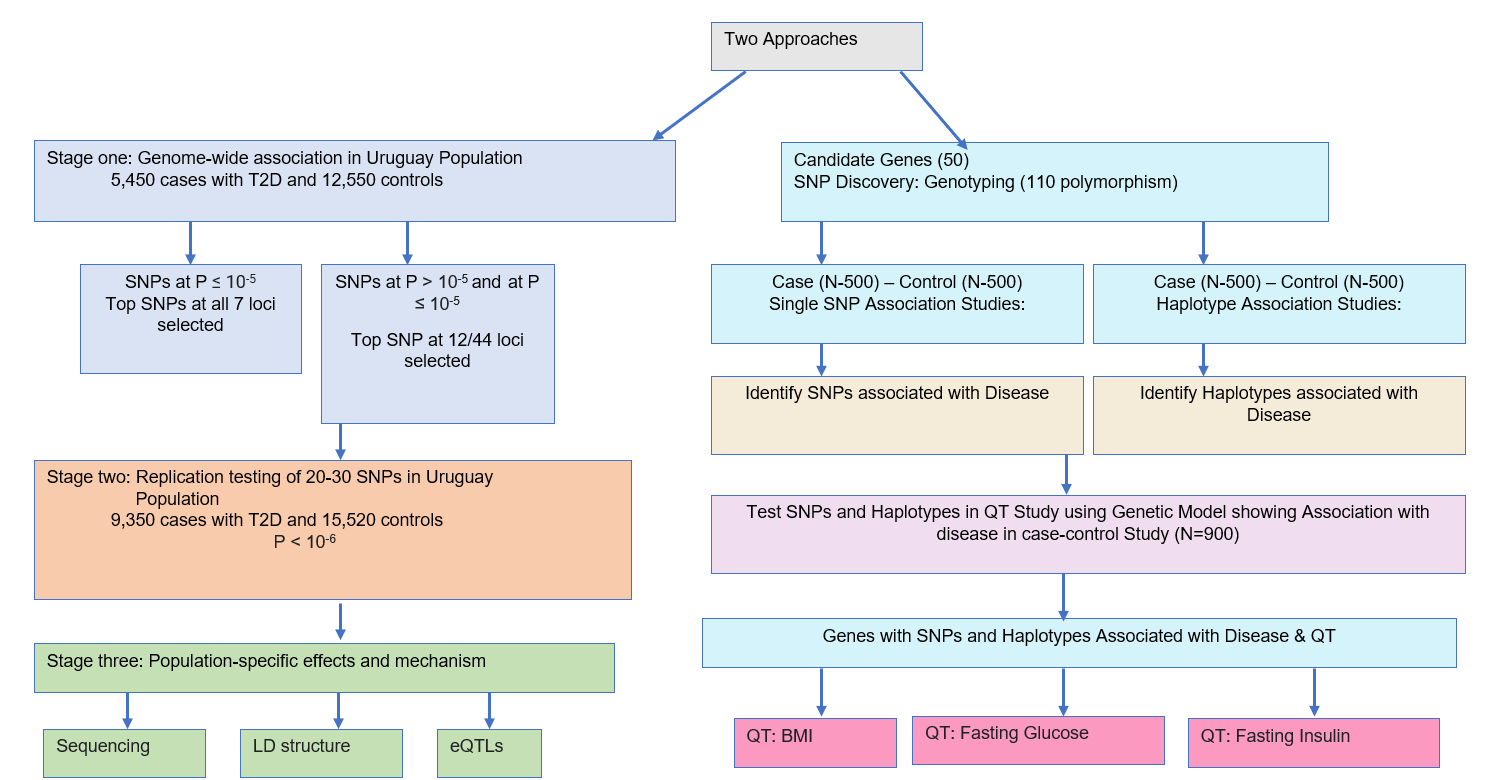 Two Approaches
Stage one: Genome-wide association in Uruguay Population
5,450 cases with T2D and 12,550 controls
SNPs at P ≤ 10⁻⁵
Top SNPs at all 7 loci
selected
SNPs at P > 10⁻⁵ and at P
≤ 10⁻⁵
Top SNP at 12/44 loci
selected
Stage two: Replication testing of 20-30 SNPs in Uruguay
Population
9,350 cases with T2D and 15,520 controls
P < 10⁻⁶
Stage three: Population-specific effects and mechanism
Sequencing
LD structure
eQTLs
Candidate Genes (50)
SNP Discovery: Genotyping (110 polymorphism)
Case (N-500) – Control (N-500)
Single SNP Association Studies:
Case (N-500) – Control (N-500)
Haplotype Association Studies:
Identify SNPs associated with Disease
Identify Haplotypes associated with
Disease
Test SNPs and Haplotypes in QT Study using Genetic Model showing Association with
disease in case-control Study (N=900)
Genes with SNPs and Haplotypes Associated with Disease & QT
QT: BMI
QT: Fasting Glucose
QT: Fasting Insulin